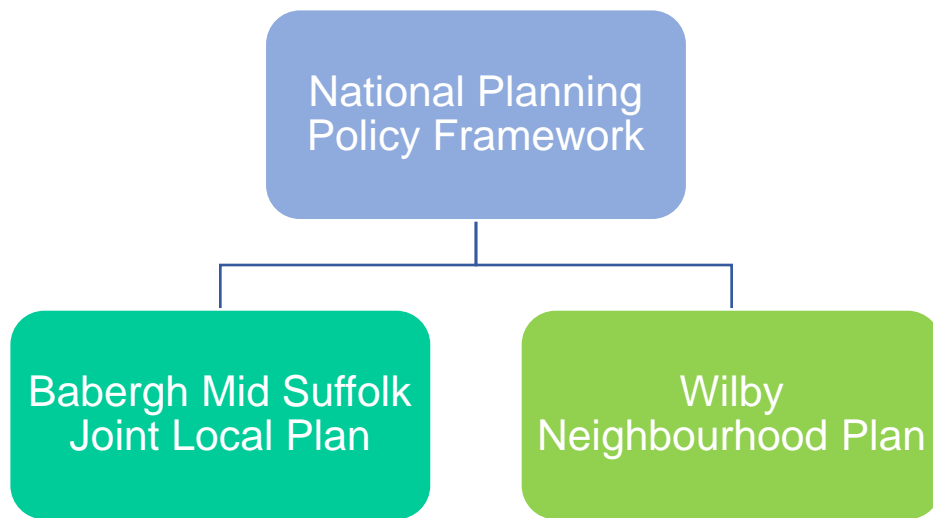 National Planning
Policy Framework
Babergh Mid Suffolk
Joint Local Plan
Wilby
Neighbourhood Plan